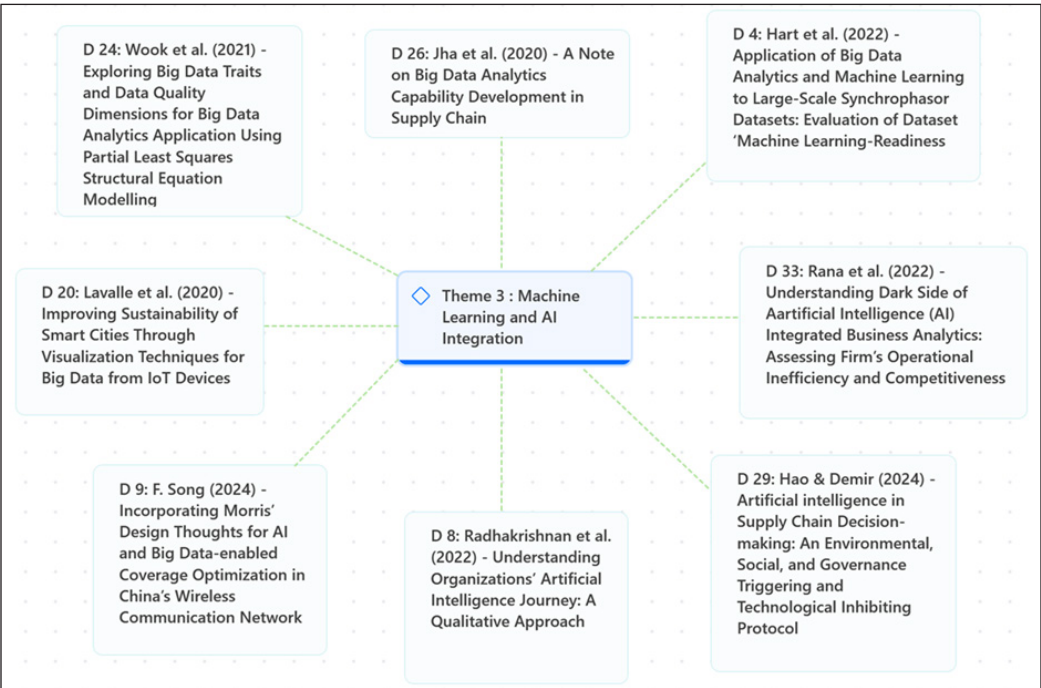 D 24: Wook et al. (2021) -
Exploring Big Data Traits
and Data Quality
Dimensions for Big Data
Analytics Application Using
Partial Least Squares
Structural Equation
Modelling
D 26: Jha et al. (2020) - A Note
on Big Data Analytics
Capability Development in
Supply Chain
D 4: Hart et al. (2022) -
Application of Big Data
Analytics and Machine Learning
to Large-Scale Synchrophasor
Datasets: Evaluation of Dataset
‘Machine Learning-Readiness
D 20: Lavalle et al. (2020) -
Improving Sustainability of
Smart Cities Through
Visualization Techniques for
Big Data from IoT Devices
Theme 3 : Machine
Learning and AI
Integration
D 33: Rana et al. (2022) -
Understanding Dark Side of
Aartificial Intelligence (AI)
Integrated Business Analytics:
Assessing Firm’s Operational
Inefficiency and Competitiveness
D 9: F. Song (2024) -
Incorporating Morris’
Design Thoughts for AI
and Big Data-enabled
Coverage Optimization in
China’s Wireless
Communication Network
D 8: Radhakrishnan et al.
(2022) - Understanding
Organizations’ Artificial
Intelligence Journey: A
Qualitative Approach
D 29: Hao & Demir (2024) -
Artificial intelligence in
Supply Chain Decision-
making: An Environmental,
Social, and Governance
Triggering and
Technological Inhibiting
Protocol